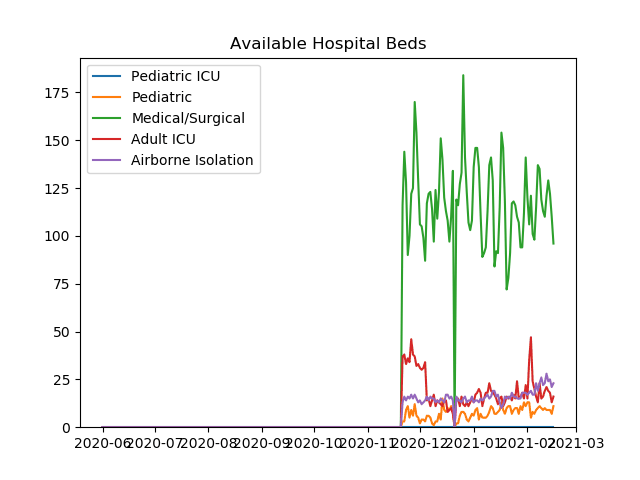 Available Hospital Beds
Pediatric ICU
Pediatric
Medical/Surgical
Adult ICU
Airborne Isolation
175
150
125
100
75
50
25
0
2020-06 2020-07 2020-08 2020-09 2020-10 2020-11 2020-12 2021-01 2021-02 2021-03